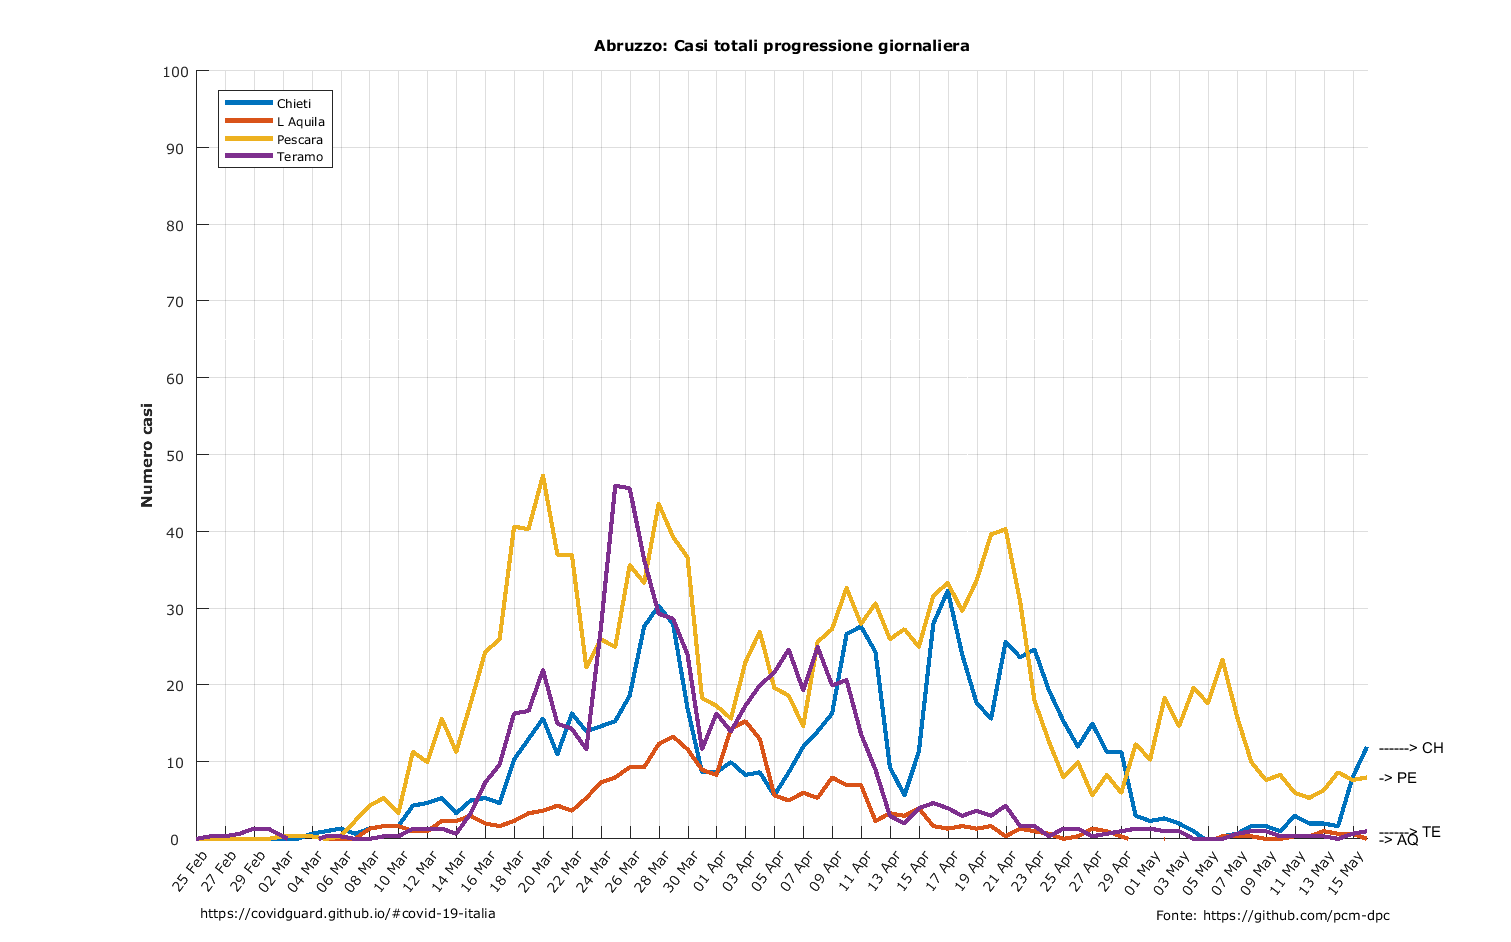 Abruzzo: Casi totali progressione giornaliera
Numero casi
100
90
80
70
60
50
40
30
20
10
0
Chieti
L Aquila
Pescara
Teramo
------> CH
-> PE
------> TE
-> AQ
25 Feb
27 Feb
29 Feb
02 Mar
04 Mar
06 Mar
08 Mar
10 Mar
12 Mar
14 Mar
16 Mar
18 Mar
20 Mar
22 Mar
24 Mar
26 Mar
28 Mar
30 Mar
01 Apr
03 Apr
05 Apr
07 Apr
09 Apr
11 Apr
13 Apr
15 Apr
17 Apr
19 Apr
21 Apr
23 Apr
25 Apr
27 Apr
29 Apr
01 May
03 May
05 May
07 May
09 May
11 May
13 May
15 May
https://covidguard.github.io/#covid-19-italia
Fonte: https://github.com/pcm-dpc